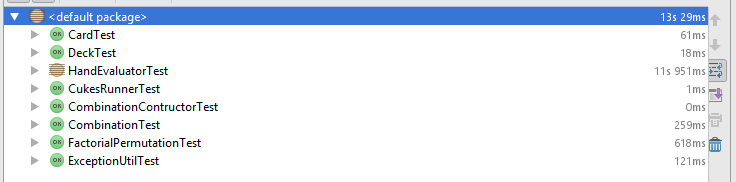 <default package> 13s 29ms
OK CardTest 61ms
OK DeckTest 18ms
HandEvaluatorTest 11s 951ms
OK CukesRunnerTest 1ms
OK CombinationContructorTest 0ms
OK CombinationTest 259ms
OK FactorialPermutationTest 618ms
OK ExceptionUtilTest 121ms